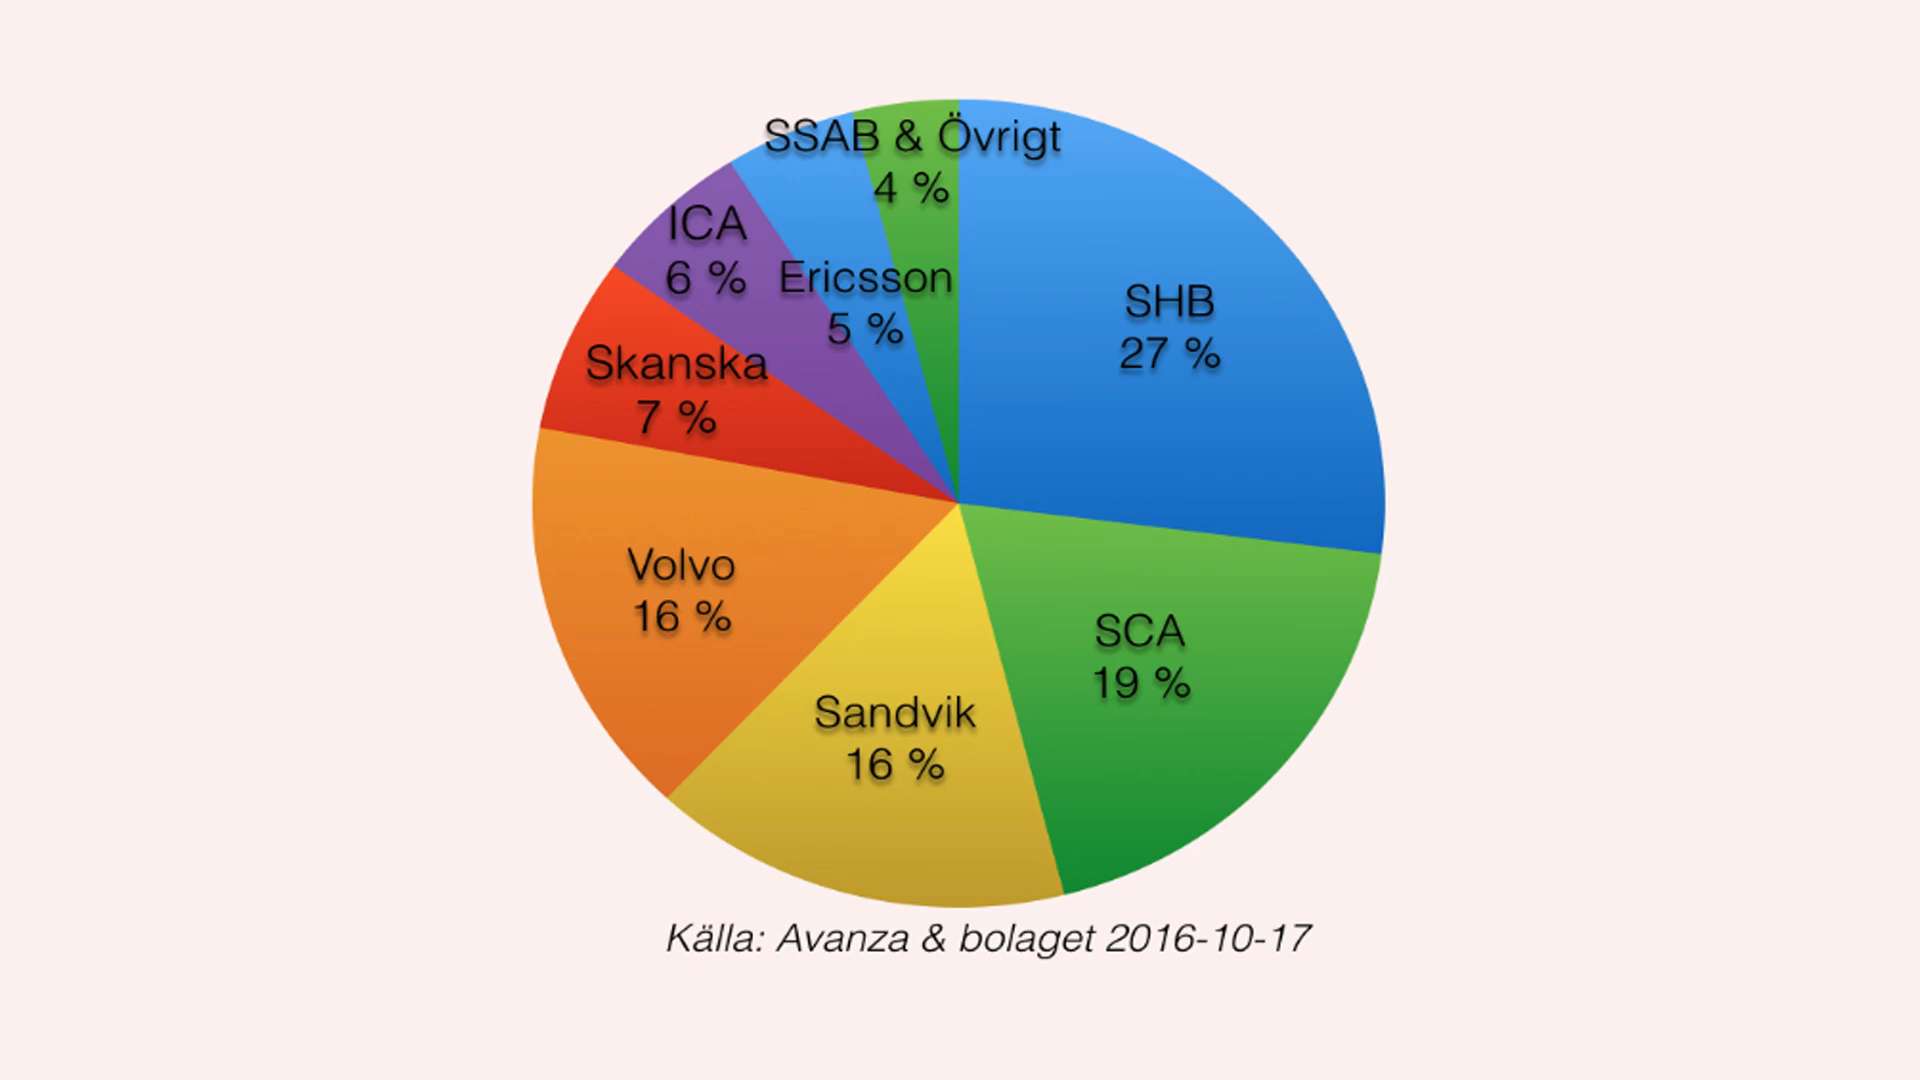 SSAB & Övrigt
4 %
ICA
6 %
Ericsson
5 %
SHB
27 %
Skanska
7 %
Volvo
16 %
SCA
19 %
Sandvik
16 %
Källa: Avanza & bolaget 2016-10-17